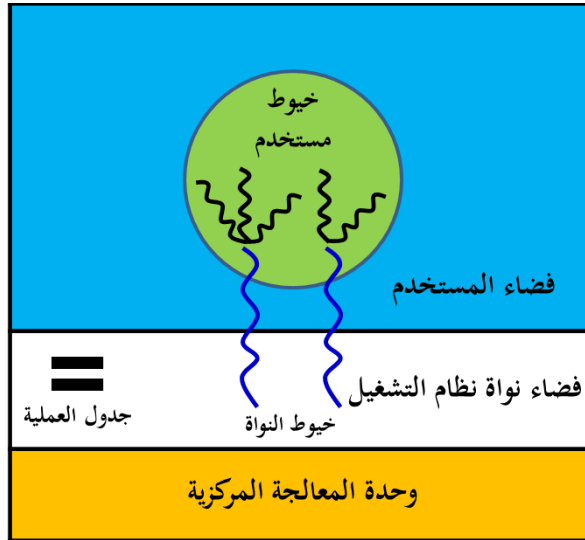 خيوط
مستخدم
فضاء المستخدم
فضاء نواة نظام التشغيل
جدول العملية
خيوط النواة
وحدة المعالجة المركزية